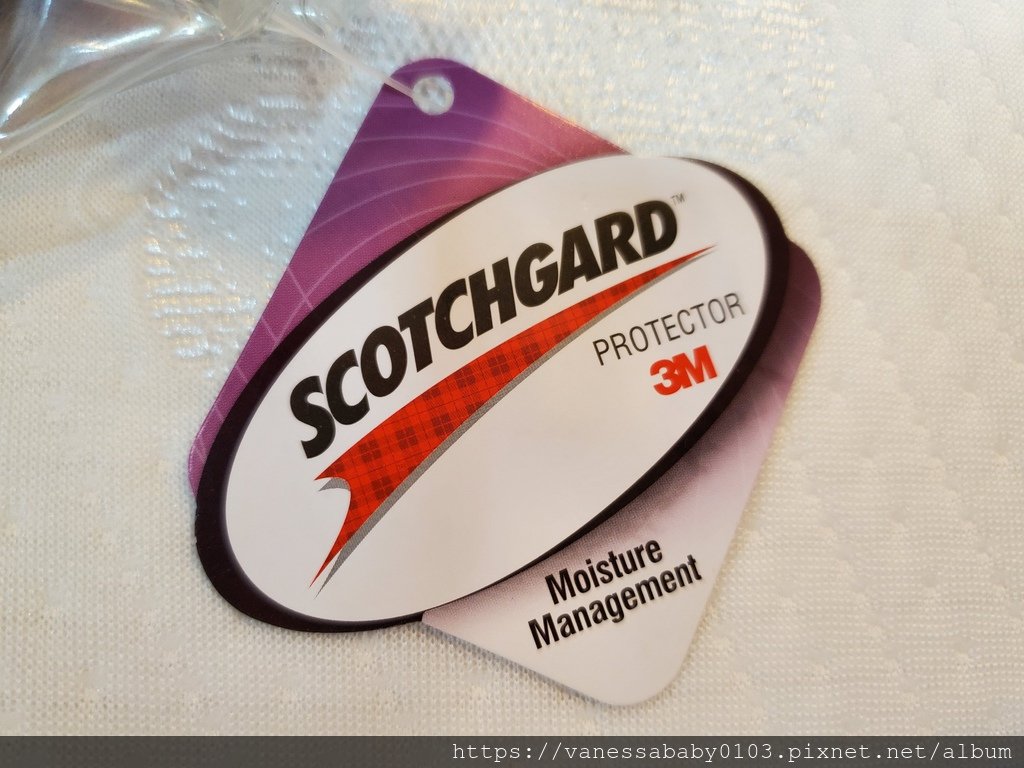 SCOTCHGARD™
PROTECTOR
3M
Moisture
Management
https://vanessababy0103.pixnet.net/album